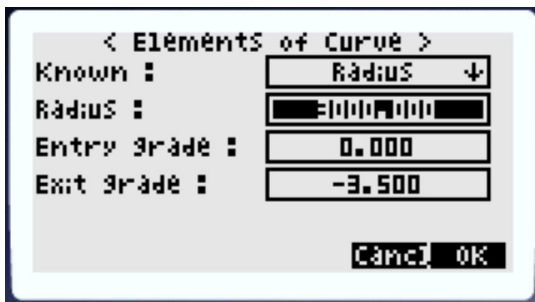 < Elements of Curve >
Known : Radius ↓
Radius :
Entry grade : 0.000
Exit grade : -3.500
Cancl OK